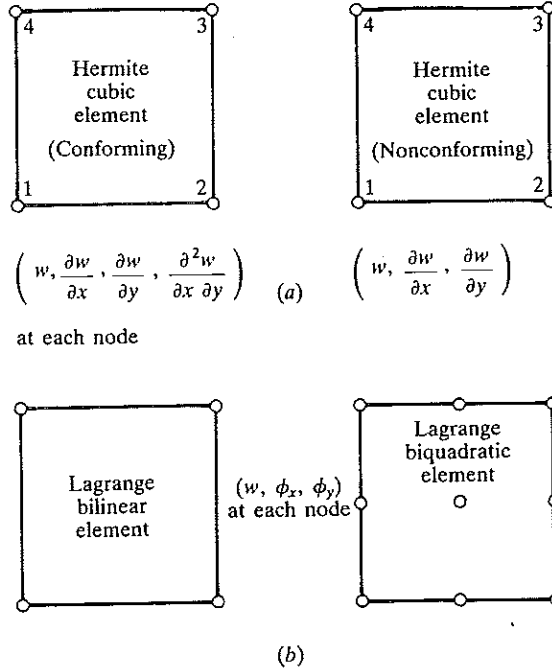 4 3
Hermite
cubic
element
(Conforming)
1 2
4 3
Hermite
cubic
element
(Nonconforming)
1 2
( w, ∂w/∂x , ∂w/∂y , ∂²w/∂x ∂y )
at each node
(a)
( w, ∂w/∂x , ∂w/∂y )
Lagrange
bilinear
element
(w, ϕx, ϕy)
at each node
Lagrange
biquadratic
element
(b)